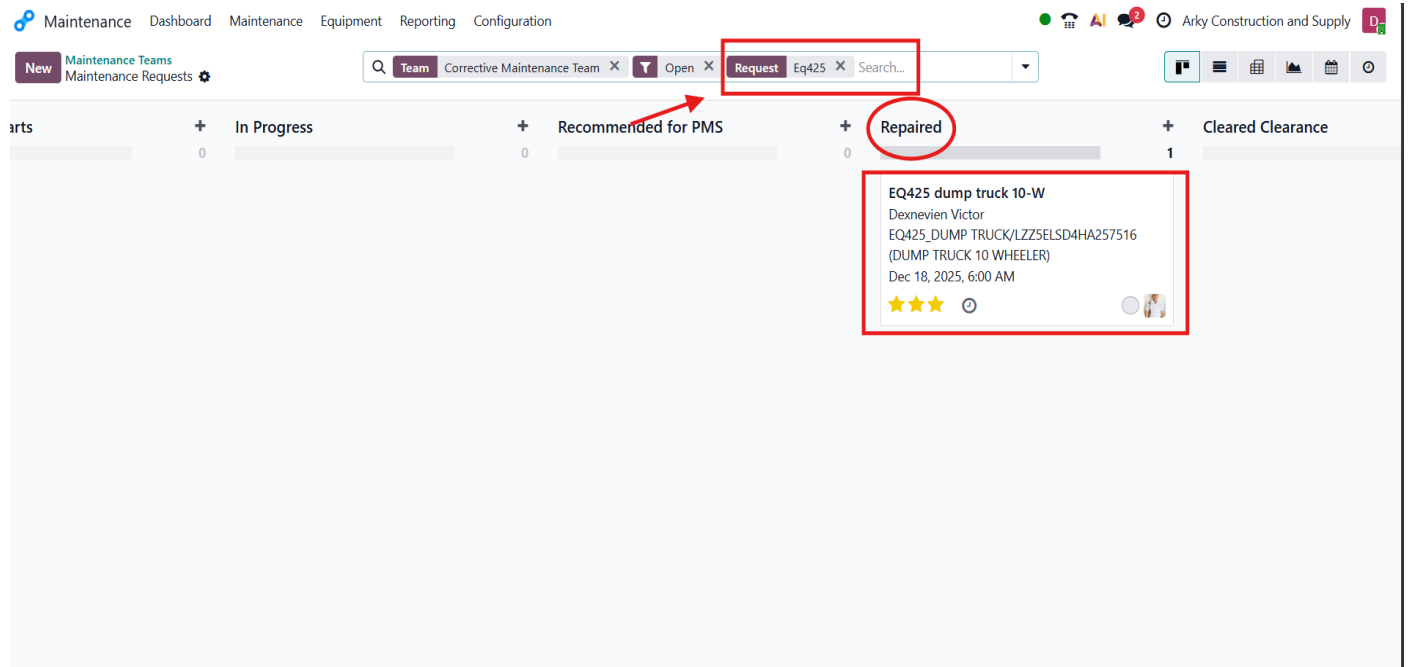 Maintenance Dashboard Maintenance Equipment Reporting Configuration
AI 2 Arky Construction and Supply D
New Maintenance Teams
Maintenance Requests
Team Corrective Maintenance Team × Open × Request Eq425 × Search...
arts + In Progress + Recommended for PMS + Repaired + Cleared Clearance
0 0 0 1
EQ425 dump truck 10-W
Dexnevien Victor
EQ425_DUMP TRUCK/LZZ5ELSD4HA257516
(DUMP TRUCK 10 WHEELER)
Dec 18, 2025, 6:00 AM